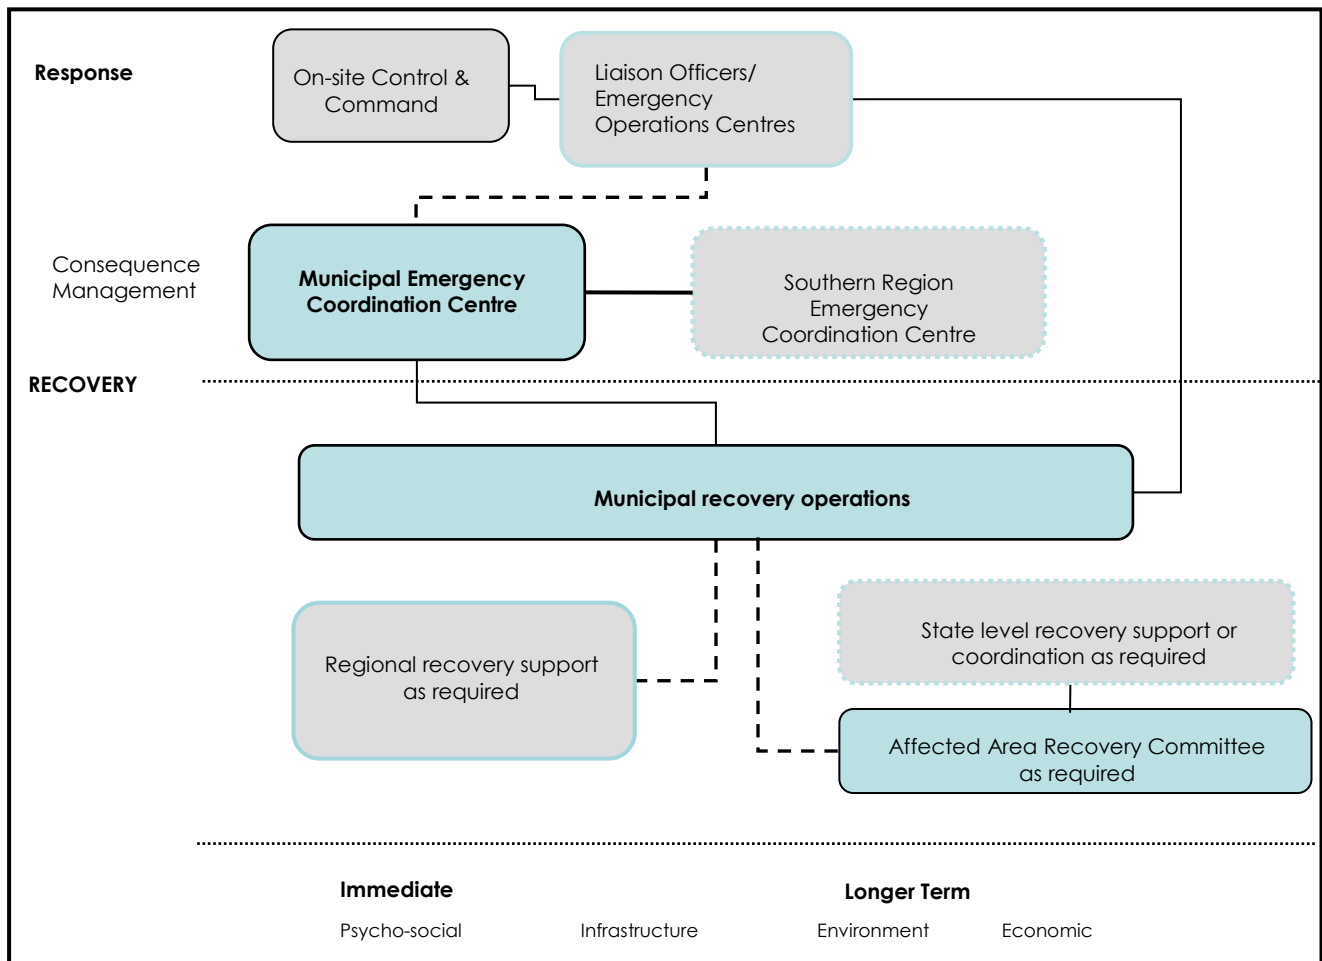 Response
On-site Control &
Command
Liaison Officers/
Emergency
Operations Centres
Consequence
Management
Municipal Emergency
Coordination Centre
Southern Region
Emergency
Coordination Centre
RECOVERY
Municipal recovery operations
Regional recovery support
as required
State level recovery support or
coordination as required
Affected Area Recovery Committee
as required
Immediate
Longer Term
Psycho-social
Infrastructure
Environment
Economic